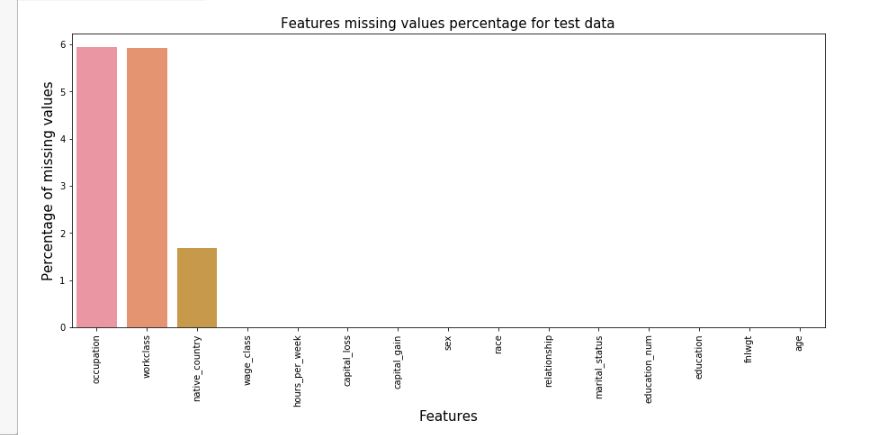 Features missing values percentage for test data
Percentage of missing values
6
5
4
3
2
1
0
occupation
workclass
native_country
wage_class
hours_per_week
capital_loss
capital_gain
sex
race
relationship
marital_status
education_num
education
fnlwgt
age
Features